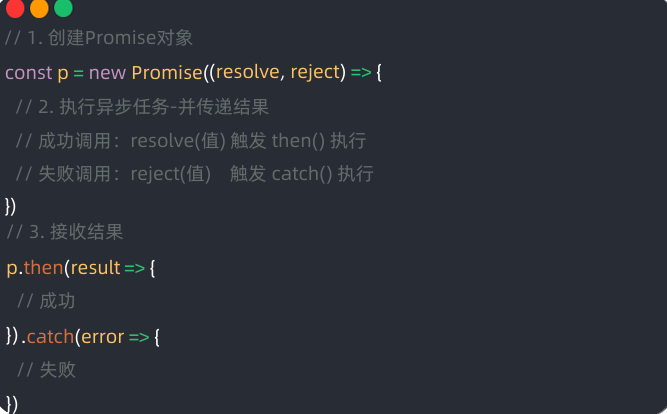 // 1. 创建Promise对象
const p = new Promise((resolve, reject) => {
// 2. 执行异步任务-并传递结果
// 成功调用：resolve(值) 触发 then() 执行
// 失败调用：reject(值) 触发 catch() 执行
})
// 3. 接收结果
p.then(result => {
// 成功
}).catch(error => {
// 失败
})